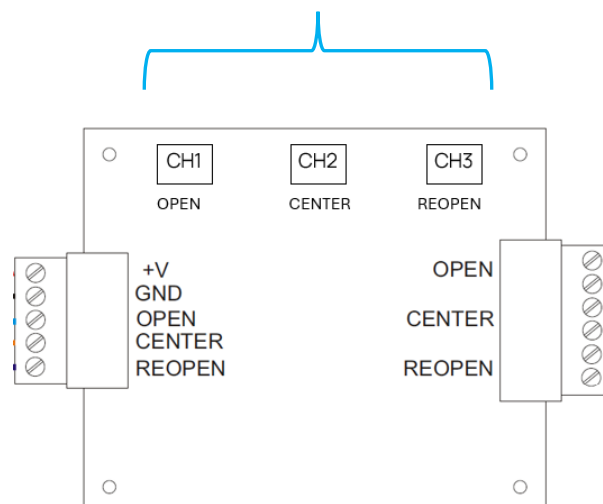 CH1 CH2 CH3
OPEN CENTER REOPEN
+V
GND
OPEN
CENTER
REOPEN
OPEN
CENTER
REOPEN